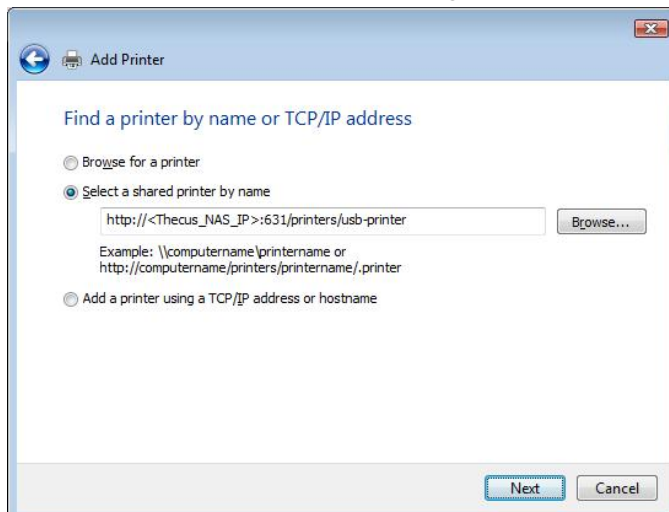 Add Printer
Find a printer by name or TCP/IP address
Browse for a printer
Select a shared printer by name
http://<Thecus_NAS_IP>:631/printers/usb-printer
Browse...
Example: \\computername\printername or
http://computername/printers/printername/.printer
Add a printer using a TCP/IP address or hostname
Next
Cancel